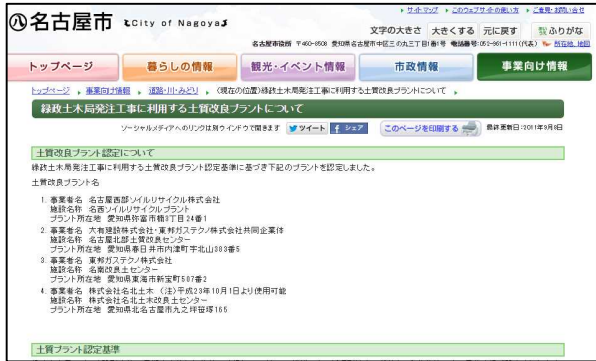 サイトマップ このウェブサイトの使い方 ご意見・お問い合せ
名古屋市 City of Nagoya
文字の大きさ 大きくする 元に戻す ふりがな
名古屋市役所 〒460-8508 愛知県名古屋市中区三の丸三丁目1番1号 電話番号:052-961-1111(代表) 所在地、地図
トップページ 暮らしの情報 観光・イベント情報 市政情報 事業向け情報
トップページ 事業向け情報 道路・川・みどり (現在の位置)緑政土木局発注工事に利用する土質改良プラントについて
緑政土木局発注工事に利用する土質改良プラントについて
ソーシャルメディアへのリンクは別ウインドウで開きます ツイート シェア このページを印刷する 最終更新日:2011年9月8日
土質改良プラント認定について
緑政土木局発注工事に利用する土質改良プラント認定基準に基づき下記のプラントを認定しました。
土質改良プラント名
1. 事業者名 名古屋西部ソイルリサイクル株式会社
施設名称 名西ソイルリサイクルプラント
プラント所在地 愛知県弥富市楠3丁目24番1
2. 事業者名 大有建設株式会社・東邦ガステクノ株式会社共同企業体
施設名称 名古屋北部土質改良センター
プラント所在地 愛知県春日井市内津町字北山303番5
3. 事業者名 東邦ガステクノ株式会社
施設名称 名南改良土センター
プラント所在地 愛知県東海市新宝町507番2
4. 事業者名 株式会社名北土木 (注)平成23年10月1日より使用可能
施設名称 株式会社名北土木改良土センター
プラント所在地 愛知県北名古屋市九之坪笹塚165
土質プラント認定基準